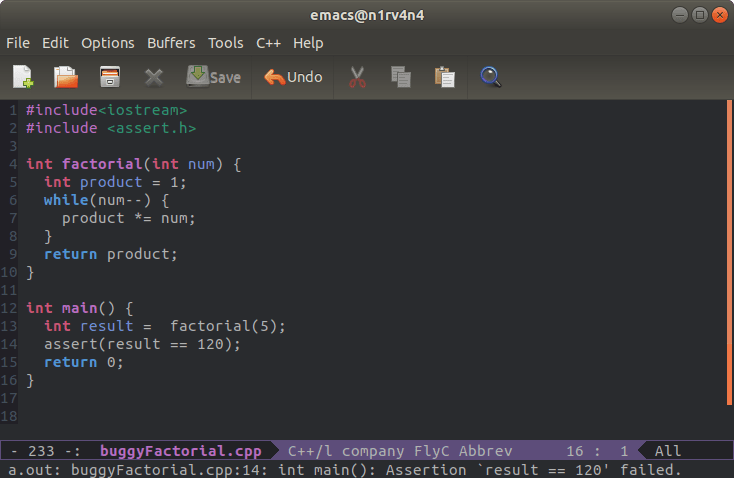 emacs@n1rv4n4
File Edit Options Buffers Tools C++ Help
Save Undo
1 #include<iostream>
2 #include <assert.h>
3
4 int factorial(int num) {
5   int product = 1;
6   while(num--) {
7     product *= num;
8   }
9   return product;
10 }
11
12 int main() {
13   int result =  factorial(5);
14   assert(result == 120);
15   return 0;
16 }
17
18
- 233 -: buggyFactorial.cpp C++/l company FlyC Abbrev 16 : 1 All
a.out: buggyFactorial.cpp:14: int main(): Assertion `result == 120' failed.